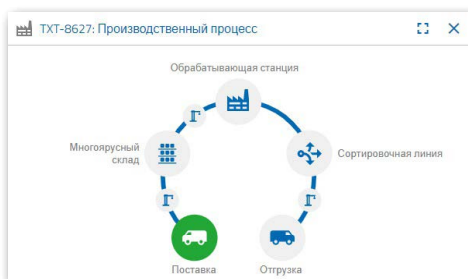 TXT-8627: Производственный процесс
Обрабатывающая станция
Многоярусный
склад
Сортировочная линия
Поставка
Отгрузка